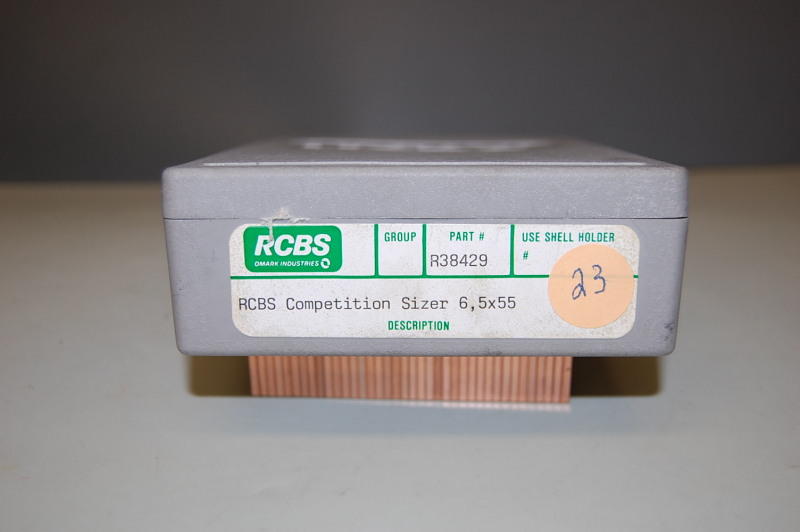 RCBS
OMARK INDUSTRIES
GROUP
PART #
R38429
USE SHELL HOLDER
#
23
RCBS Competition Sizer 6,5x55
DESCRIPTION